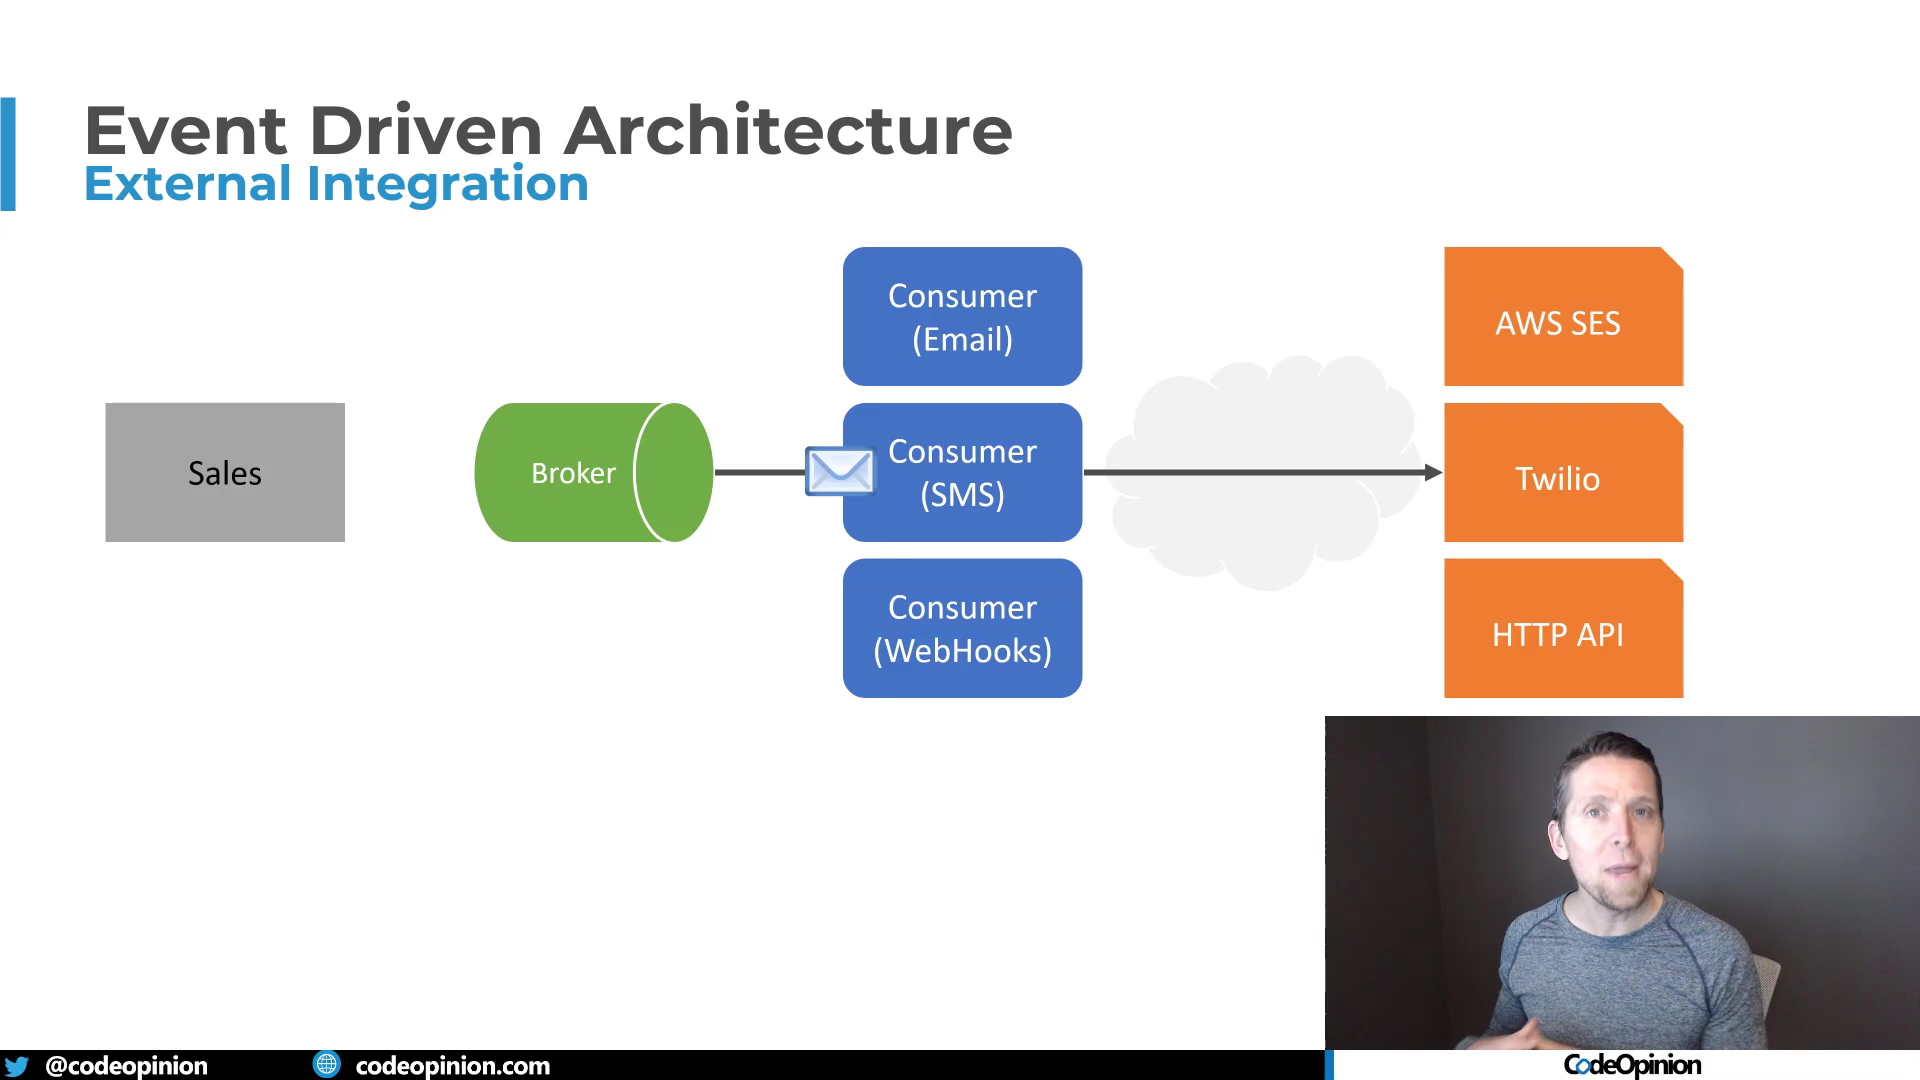 Event Driven Architecture
External Integration
Consumer
(Email)
AWS SES
Sales
Broker
Consumer
(SMS)
Twilio
Consumer
(WebHooks)
HTTP API
@codeopinion
codeopinion.com
CodeOpinion